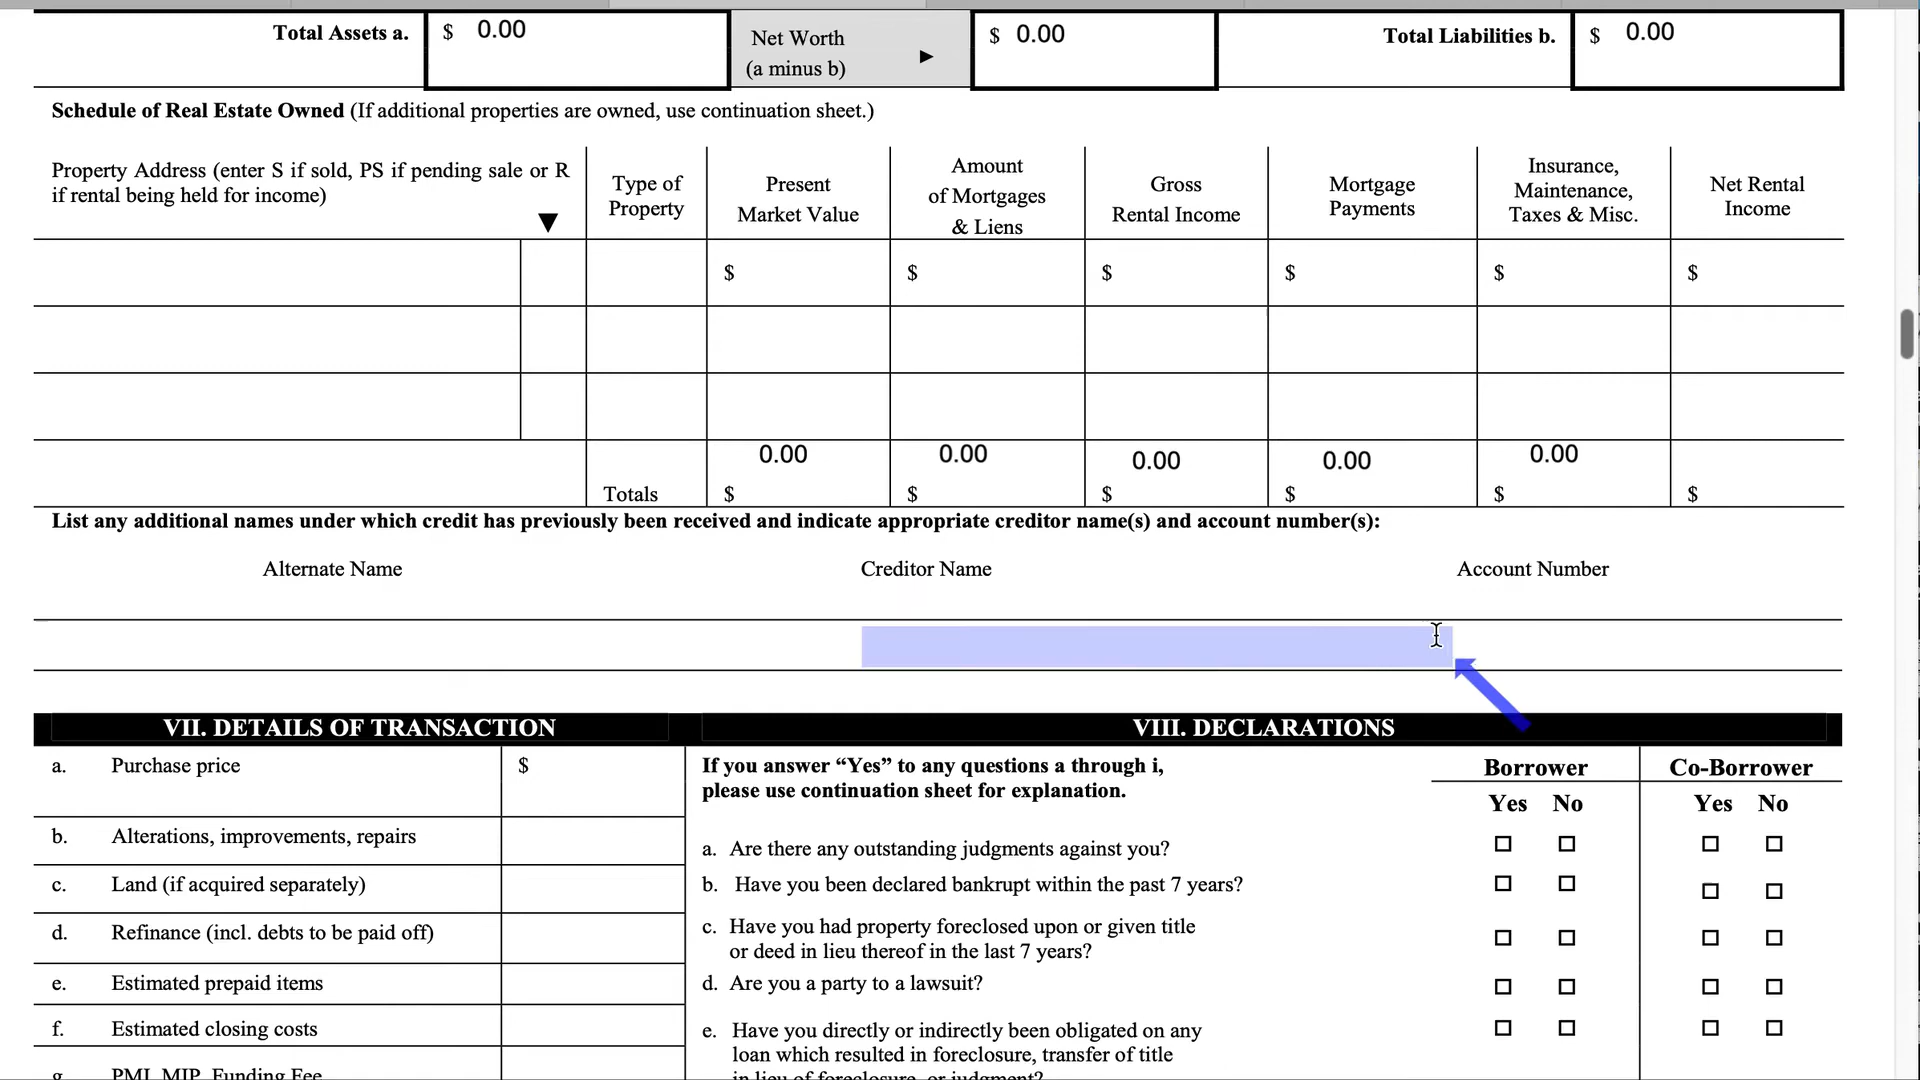 Total Assets a. $ 0.00 Net Worth $ 0.00 Total Liabilities b. $ 0.00
(a minus b)
Schedule of Real Estate Owned (If additional properties are owned, use continuation sheet.)
Property Address (enter S if sold, PS if pending sale or R
if rental being held for income)
Type of
Property
Present
Market Value
Amount
of Mortgages
& Liens
Gross
Rental Income
Mortgage
Payments
Insurance,
Maintenance,
Taxes & Misc.
Net Rental
Income
$ $ $ $ $ $
0.00 0.00 0.00 0.00 0.00
Totals $ $ $ $ $ $
List any additional names under which credit has previously been received and indicate appropriate creditor name(s) and account number(s):
Alternate Name Creditor Name Account Number
VII. DETAILS OF TRANSACTION
a. Purchase price $
b. Alterations, improvements, repairs
c. Land (if acquired separately)
d. Refinance (incl. debts to be paid off)
e. Estimated prepaid items
f. Estimated closing costs
g. PMI, MIP, Funding Fee
VIII. DECLARATIONS
If you answer “Yes” to any questions a through i,
please use continuation sheet for explanation.
Borrower Co-Borrower
Yes No Yes No
a. Are there any outstanding judgments against you?
b. Have you been declared bankrupt within the past 7 years?
c. Have you had property foreclosed upon or given title
or deed in lieu thereof in the last 7 years?
d. Are you a party to a lawsuit?
e. Have you directly or indirectly been obligated on any
loan which resulted in foreclosure, transfer of title
in lieu of foreclosure, or judgment?